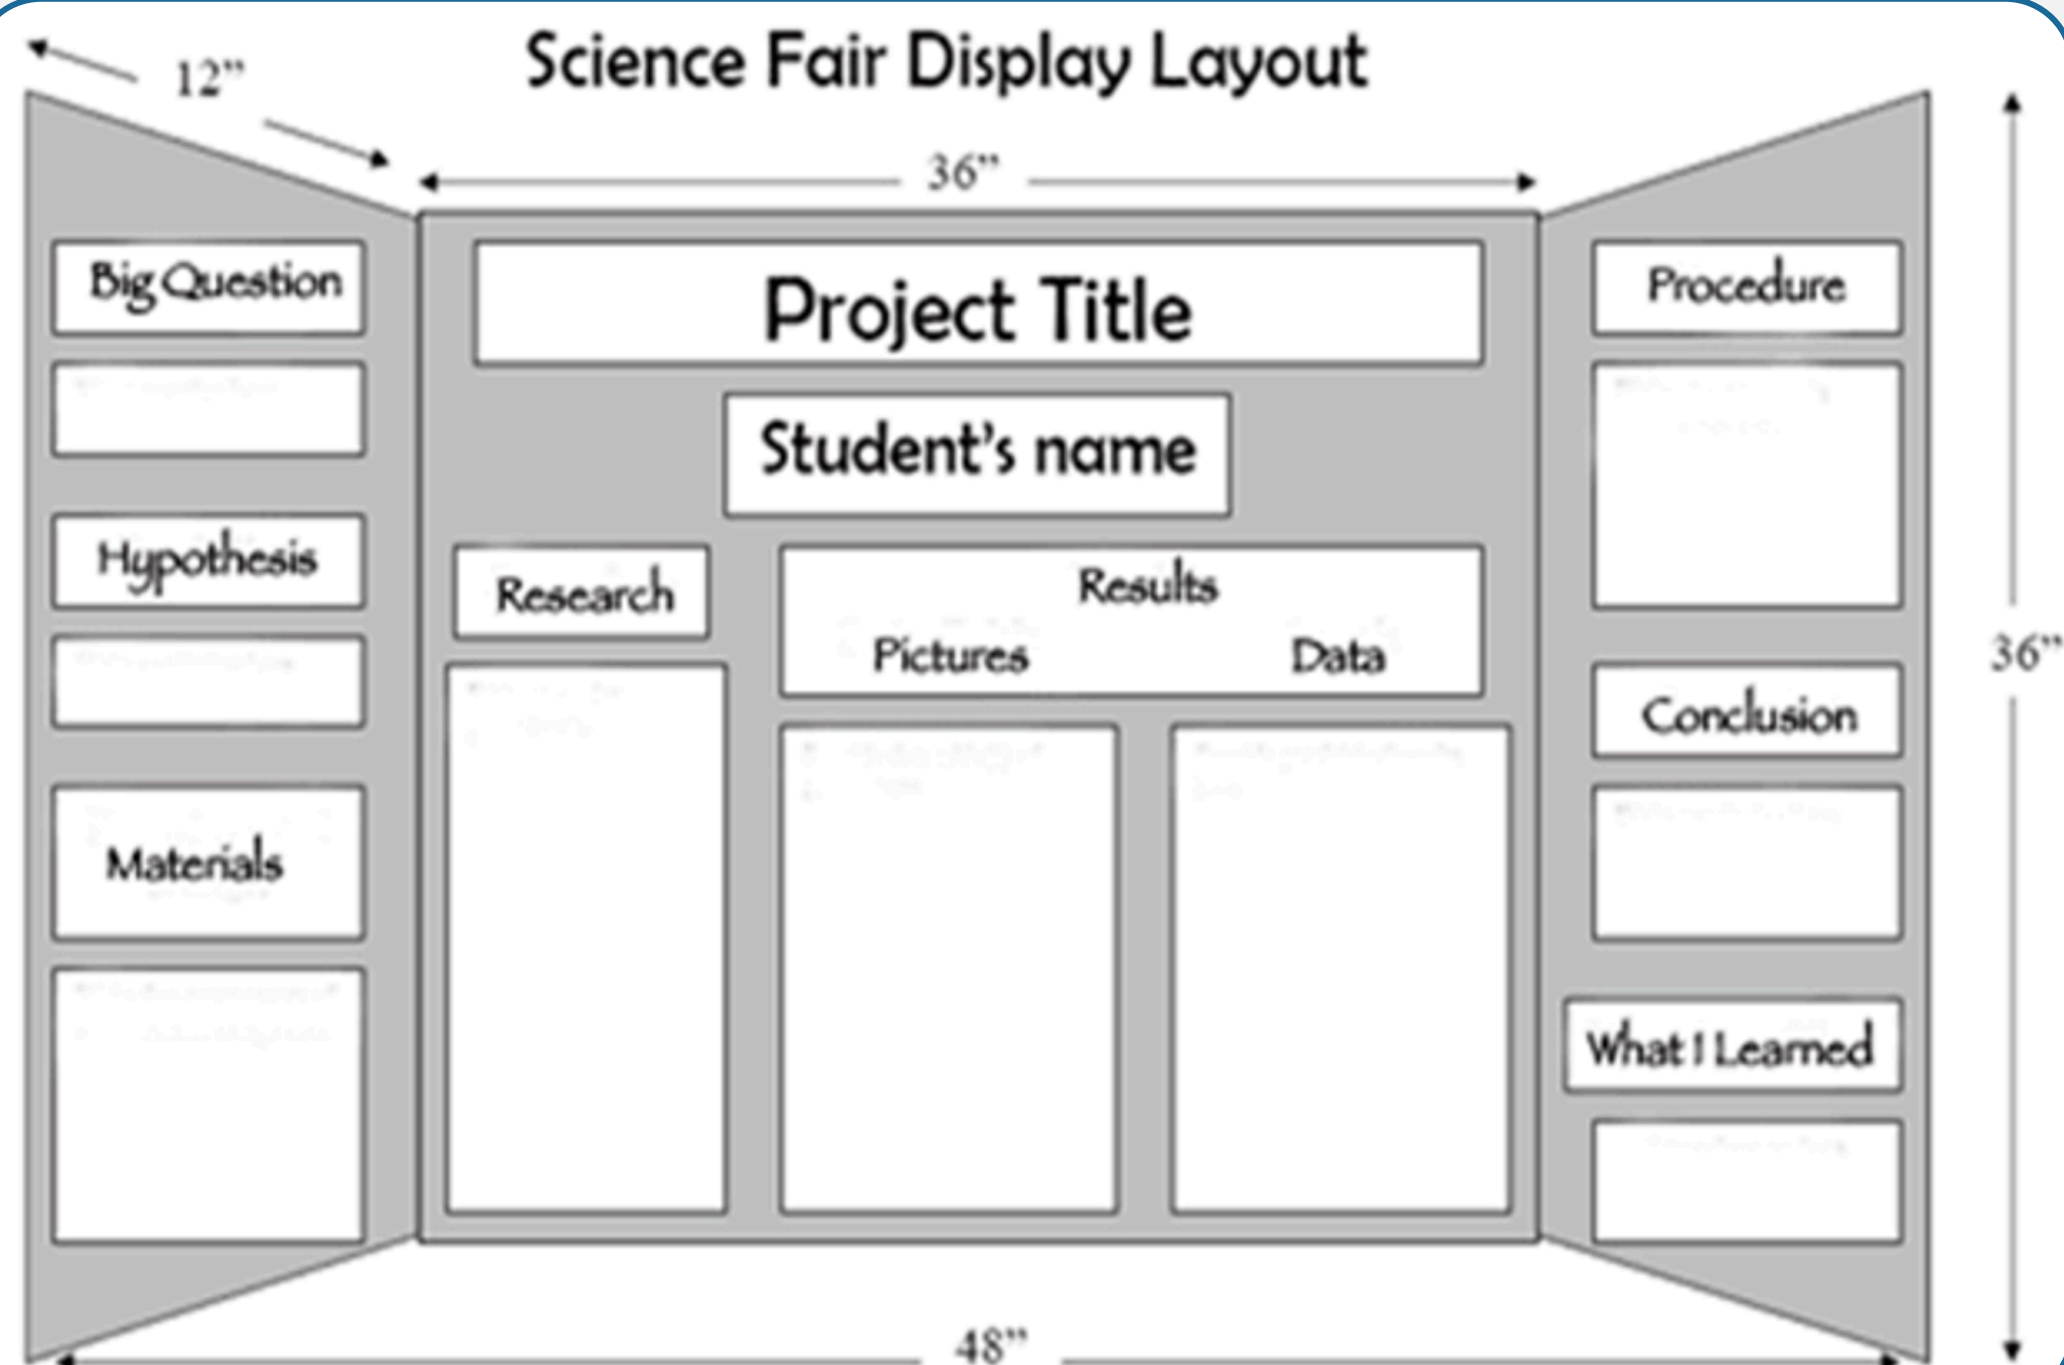 Science Fair Display Layout
12”
36”
Big Question
Hypothesis
Materials
Project Title
Student’s name
Research
Results
Pictures Data
Procedure
Conclusion
What I Learned
36”
48”